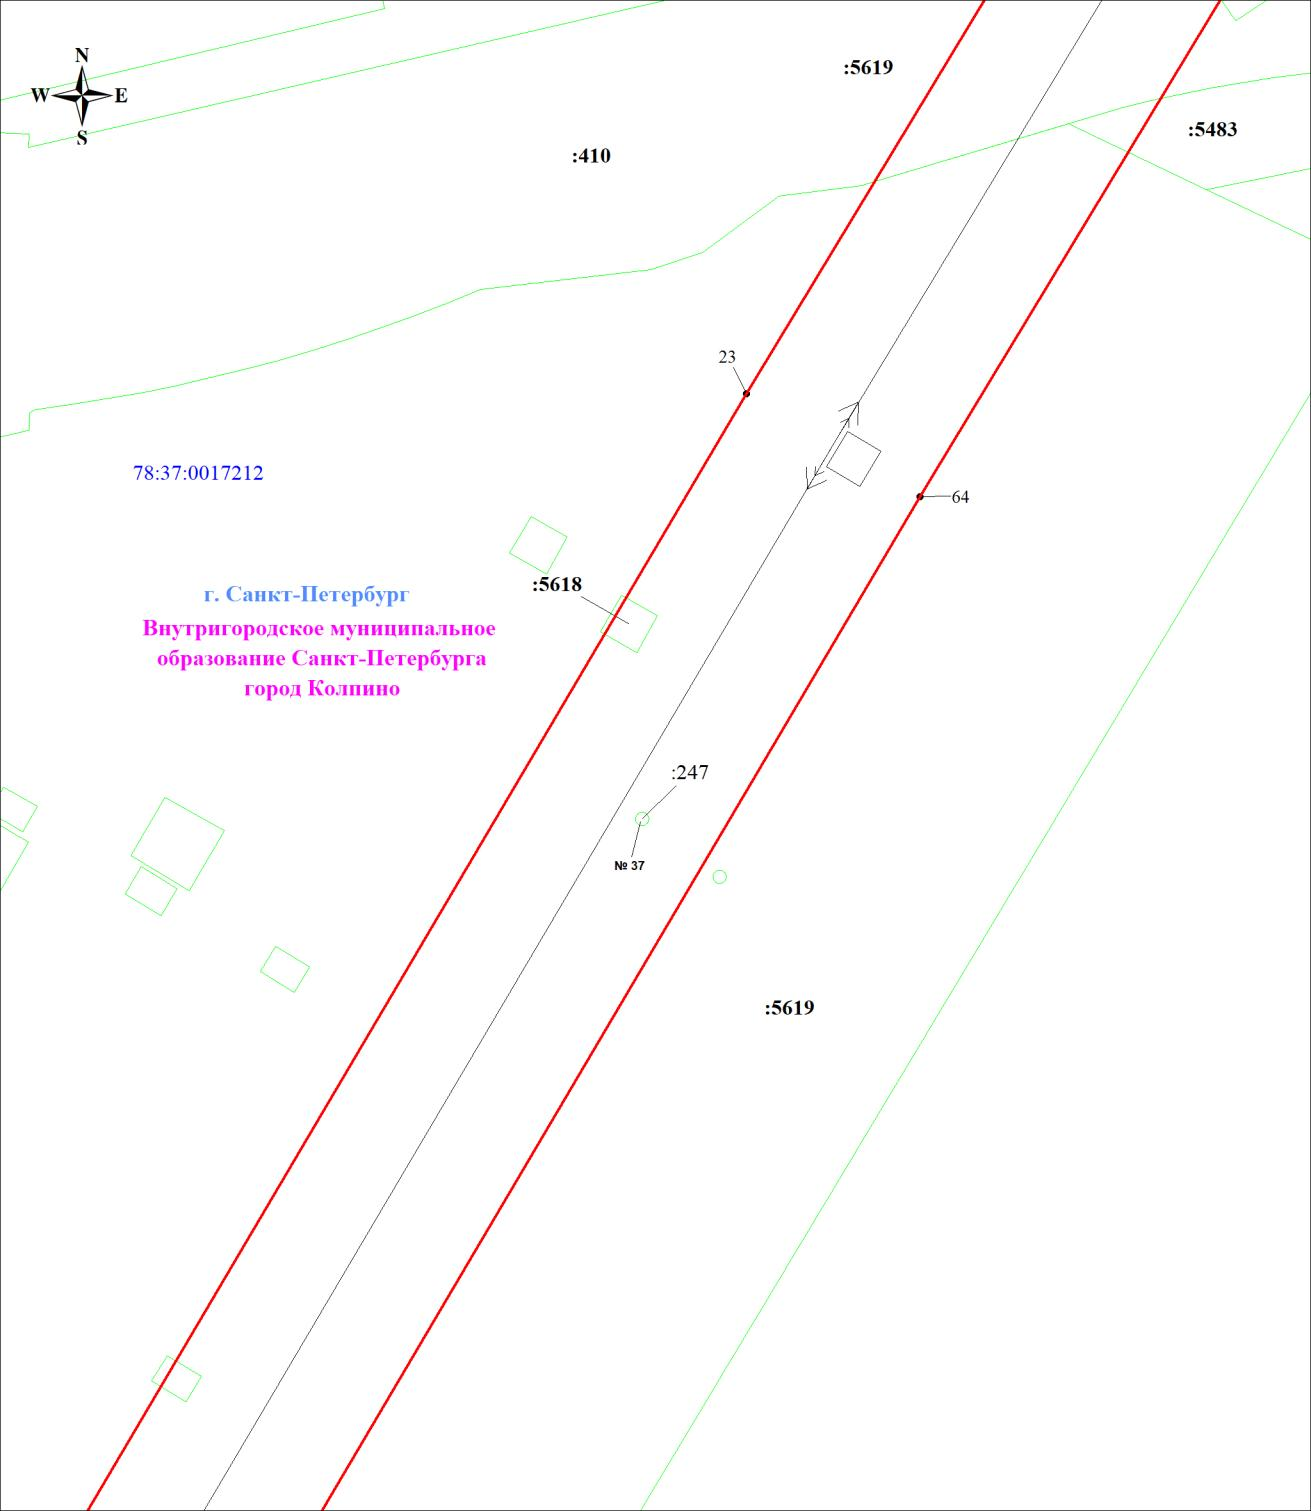 N
W E
S
:5619
:5483
:410
23
78:37:0017212
64
:5618
г. Санкт-Петербург
Внутригородское муниципальное
образование Санкт-Петербурга
город Колпино
:247
№ 37
:5619